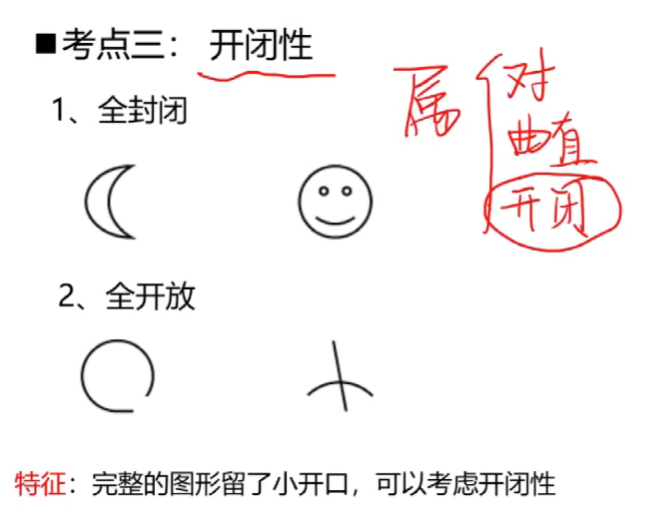 ■考点三： 开闭性
属
对
曲直
开闭
1、全封闭
2、全开放
特征：完整的图形留了小开口，可以考虑开闭性